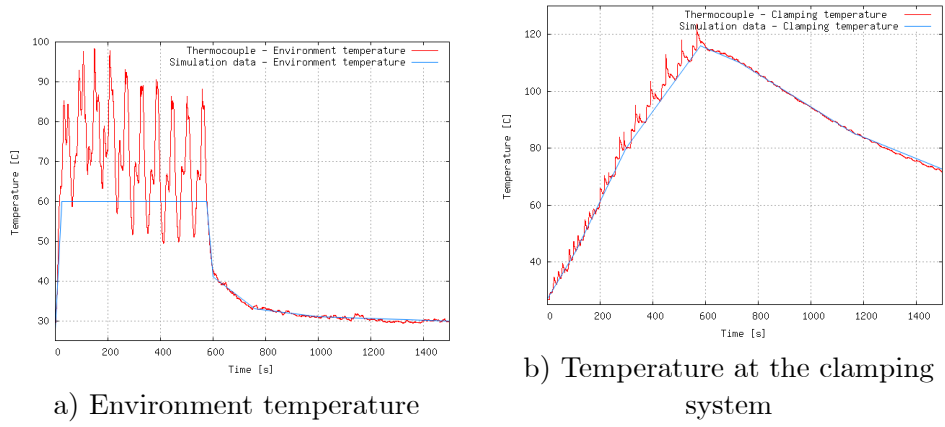 Thermocouple - Environment temperature
Simulation data - Environment temperature
100
90
80
70
60
50
40
30
Temperature [C]
0 200 400 600 800 1000 1200 1400
Time [s]
a) Environment temperature
Thermocouple - Clamping temperature
Simulation data - Clamping temperature
120
100
80
60
40
Temperature [C]
0 200 400 600 800 1000 1200 1400
Time [s]
b) Temperature at the clamping
system